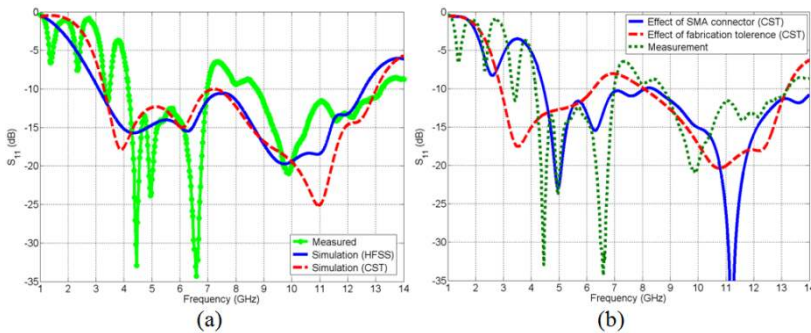 0
-5
-10
-15
-20
-25
-30
-35
S11 (dB)
1 2 3 4 5 6 7 8 9 10 11 12 13 14
Frequency (GHz)
Measured
Simulation (HFSS)
Simulation (CST)
(a)
0
-5
-10
-15
-20
-25
-30
-35
S11 (dB)
1 2 3 4 5 6 7 8 9 10 11 12 13 14
Frequency (GHz)
Effect of SMA connector (CST)
Effect of fabrication tolerence (CST)
Measurement
(b)